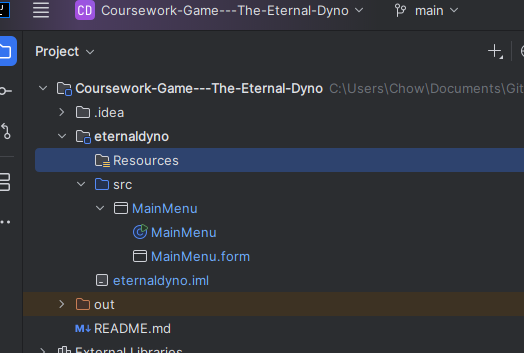 CD Coursework-Game---The-Eternal-Dyno main
Project
Coursework-Game---The-Eternal-Dyno C:\Users\Chow\Documents\Git
.idea
eternaldyno
Resources
src
MainMenu
MainMenu
MainMenu.form
eternaldyno.iml
out
M↓ README.md
External Libraries